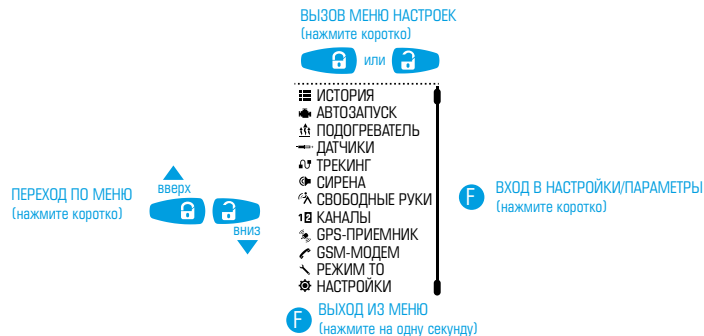 ВЫЗОВ МЕНЮ НАСТРОЕК
(нажмите коротко)
или
ИСТОРИЯ
АВТОЗАПУСК
ПОДОГРЕВАТЕЛЬ
ДАТЧИКИ
ТРЕКИНГ
СИРЕНА
СВОБОДНЫЕ РУКИ
12 КАНАЛЫ
GPS-ПРИЕМНИК
GSM-МОДЕМ
РЕЖИМ ТО
НАСТРОЙКИ
ПЕРЕХОД ПО МЕНЮ
(нажмите коротко)
вверх
вниз
F
ВХОД В НАСТРОЙКИ/ПАРАМЕТРЫ
(нажмите коротко)
F
ВЫХОД ИЗ МЕНЮ
(нажмите на одну секунду)